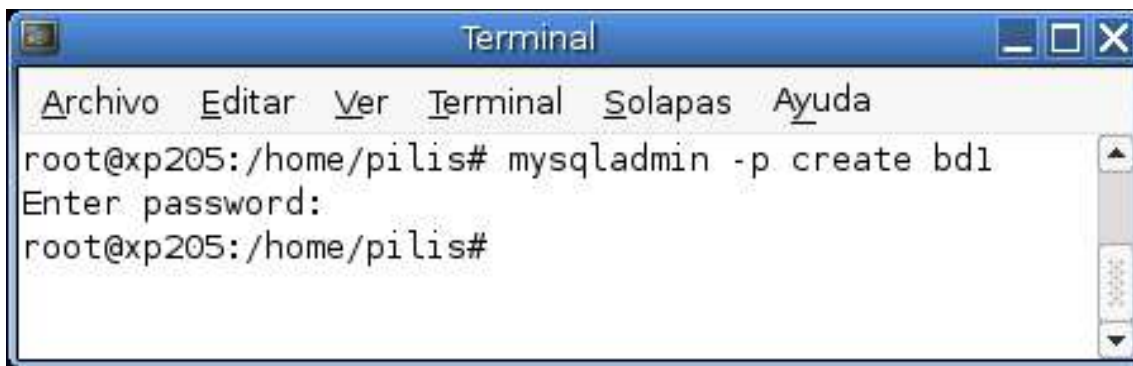 Terminal
Archivo Editar Ver Terminal Solapas Ayuda
root@xp205:/home/pilis# mysqladmin -p create bd1
Enter password:
root@xp205:/home/pilis#